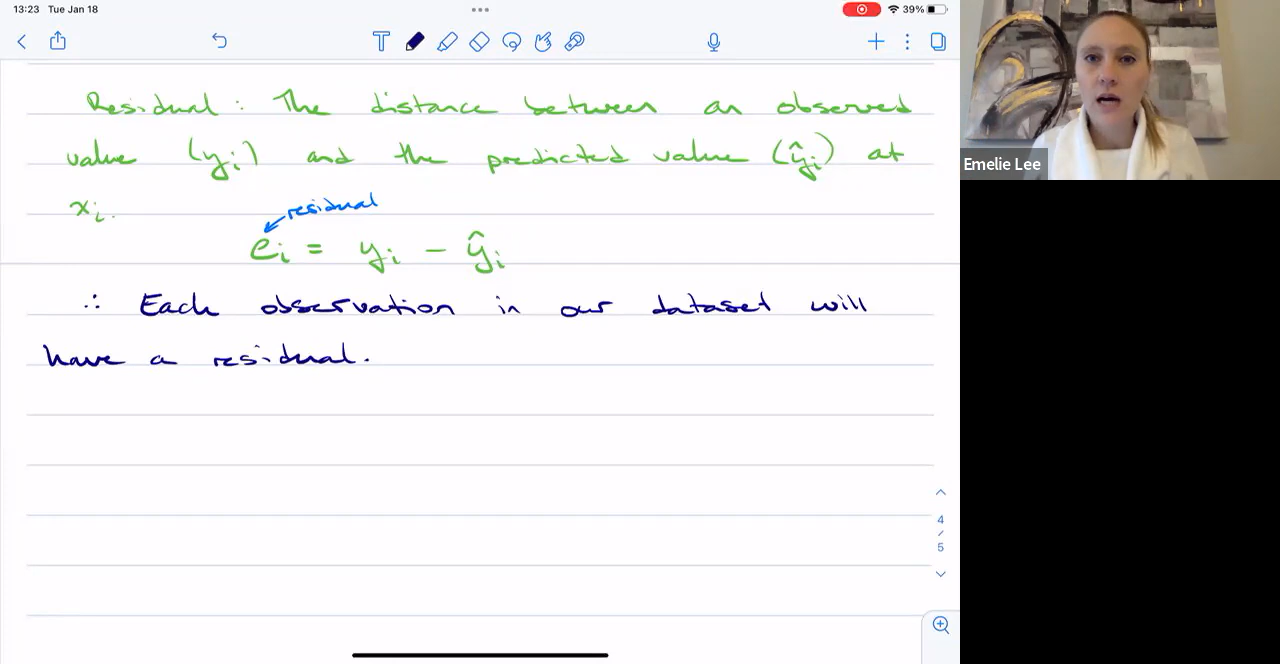 13:23 Tue Jan 18
39%
Residual: The distance between an observed
value (yᵢ) and the predicted value (ŷᵢ) at
xᵢ.
residual
eᵢ = yᵢ - ŷᵢ
∴ Each observation in our dataset will
have a residual.
4
/
5
Emelie Lee